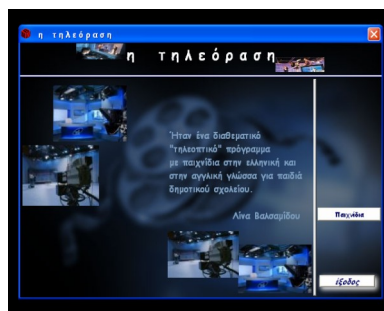 η τηλεόραση
η τηλεόραση
Ήταν ένα διαθεματικό
"τηλεοπτικό" πρόγραμμα
με παιχνίδια στην ελληνική και
στην αγγλική γλώσσα για παιδιά
δημοτικού σχολείου.
Λίνα Βαλσαμίδου
Παιχνίδια
έξοδος